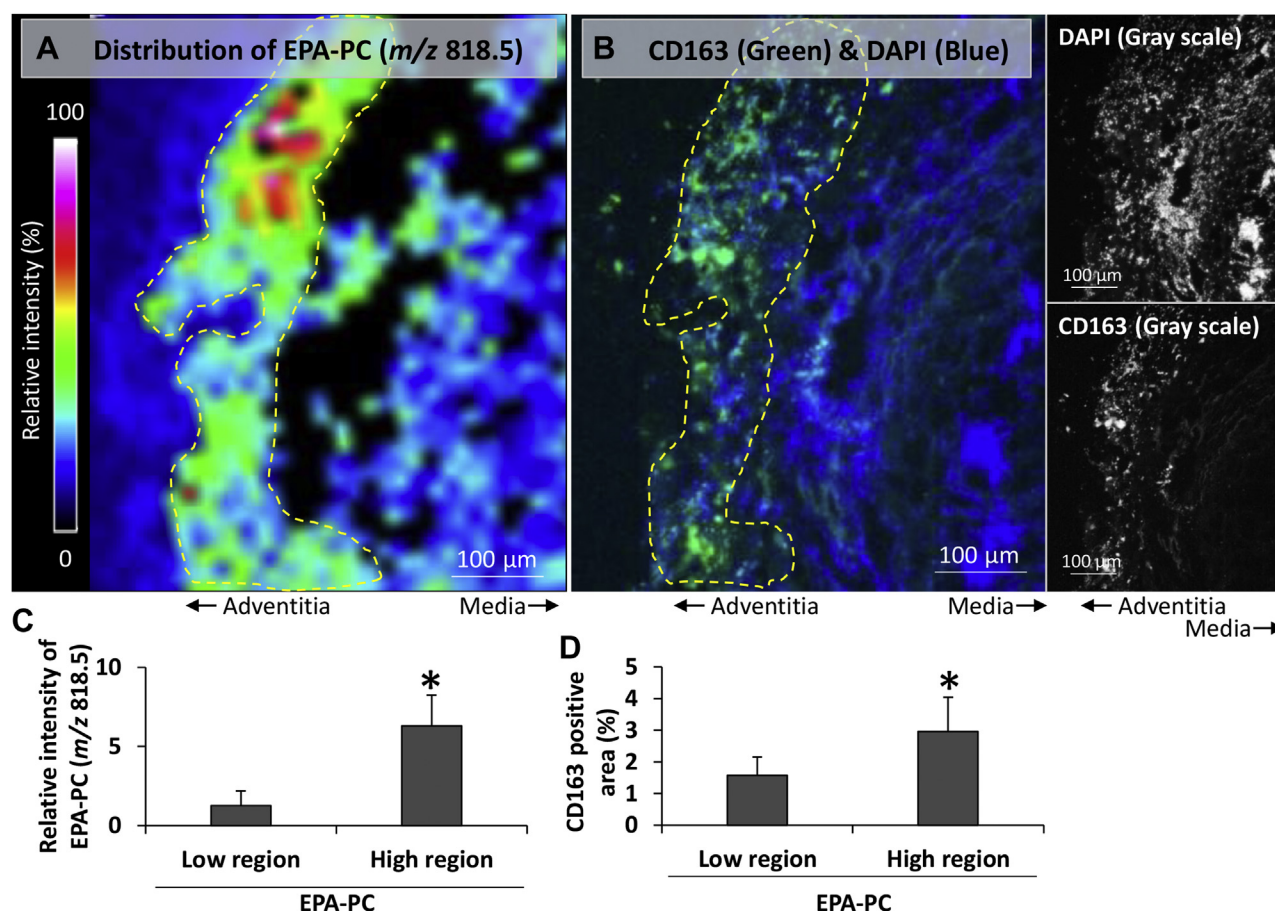 A Distribution of EPA-PC (m/z 818.5)
100
Relative intensity (%)
0
100 µm
← Adventitia Media →
B CD163 (Green) & DAPI (Blue)
100 µm
← Adventitia Media →
DAPI (Gray scale)
100 µm
CD163 (Gray scale)
100 µm
← Adventitia
Media →
C
Relative intensity of
EPA-PC (m/z 818.5)
10
5
0
*
Low region High region
EPA-PC
D
CD163 positive
area (%)
5
4
3
2
1
0
*
Low region High region
EPA-PC